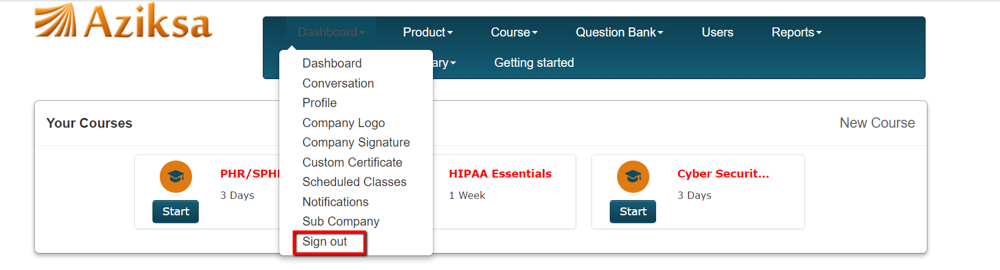 Aziksa
Dashboard Product Course Question Bank Users Reports
ary Getting started
Dashboard
Conversation
Profile
Company Logo
Company Signature
Custom Certificate
Scheduled Classes
Notifications
Sub Company
Sign out
Your Courses New Course
PHR/SPH HIPAA Essentials Cyber Securit...
3 Days 1 Week 3 Days
Start Start